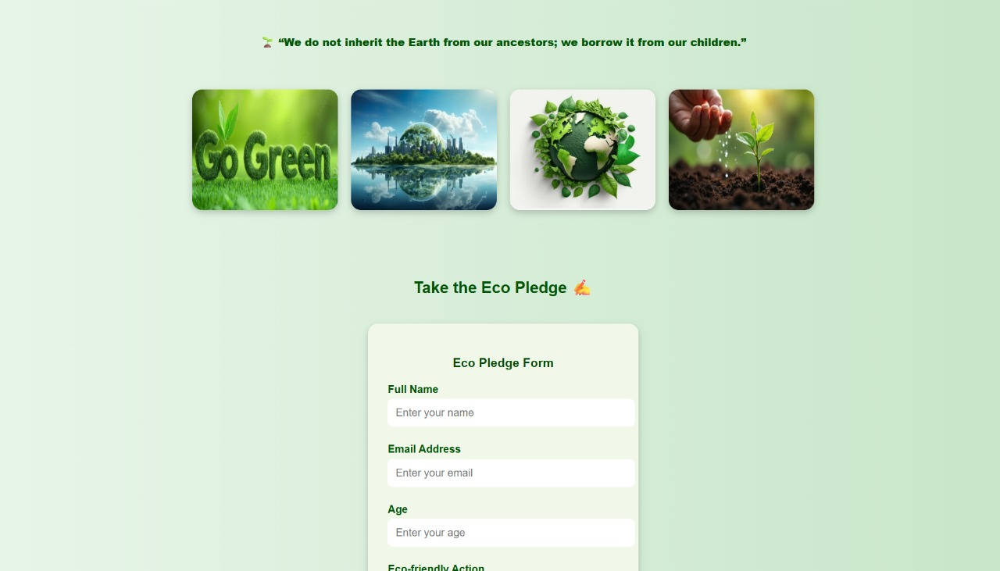 🌱 “We do not inherit the Earth from our ancestors; we borrow it from our children.”
Go Green
Take the Eco Pledge ✍️
Eco Pledge Form
Full Name
Enter your name
Email Address
Enter your email
Age
Enter your age
Eco-friendly Action